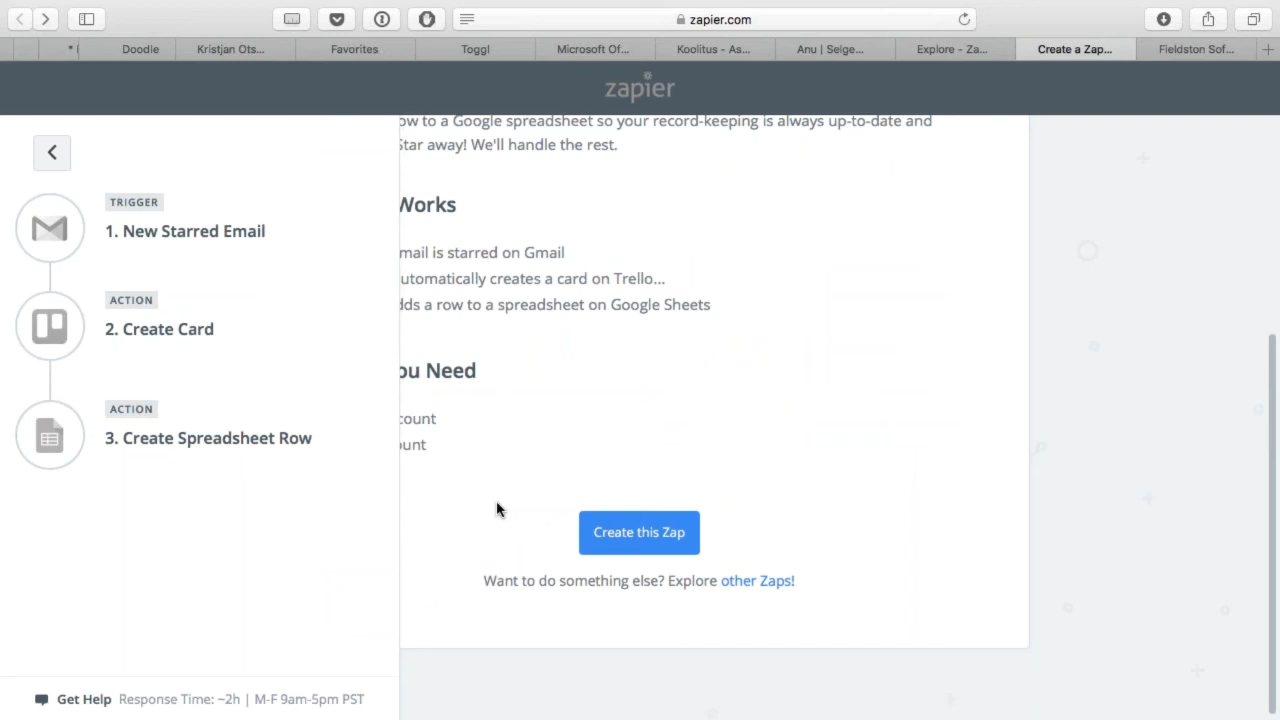 zapier.com
* I
Doodle
Kristjan Ots...
Favorites
Toggl
Microsoft Of...
Koolitus - As...
Anu | Seige...
Explore - Za...
Create a Zap...
Fieldston Sof...
zapier
TRIGGER
1. New Starred Email
ACTION
2. Create Card
ACTION
3. Create Spreadsheet Row
Get Help Response Time: ~2h | M-F 9am-5pm PST
ow to a Google spreadsheet so your record-keeping is always up-to-date and
Star away! We'll handle the rest.
Works
mail is starred on Gmail
utomatically creates a card on Trello...
dds a row to a spreadsheet on Google Sheets
ou Need
count
ount
Create this Zap
Want to do something else? Explore other Zaps!